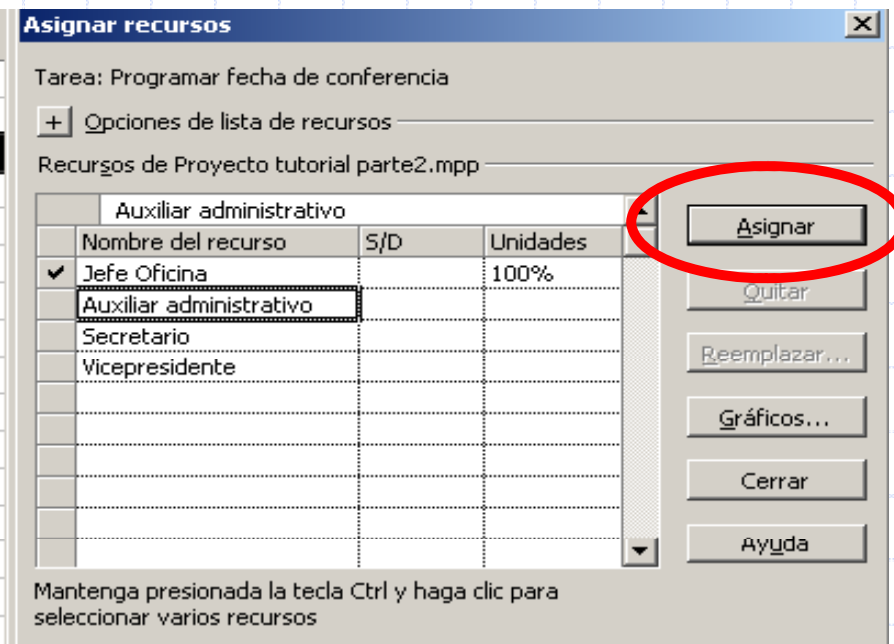 Asignar recursos
Tarea: Programar fecha de conferencia
+ Opciones de lista de recursos
Recursos de Proyecto tutorial parte2.mpp
Auxiliar administrativo
Nombre del recurso S/D Unidades
Jefe Oficina 100%
Auxiliar administrativo
Secretario
Vicepresidente
Asignar
Quitar
Reemplazar...
Gráficos...
Cerrar
Ayuda
Mantenga presionada la tecla Ctrl y haga clic para
seleccionar varios recursos